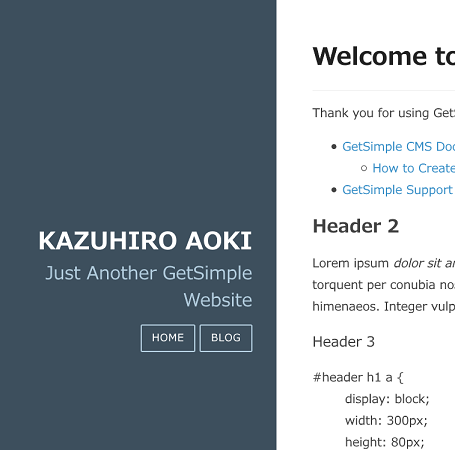 KAZUHIRO AOKI
Just Another GetSimple
Website
HOME BLOG
Welcome to
Thank you for using Get
GetSimple CMS Doc
How to Create
GetSimple Support
Header 2
Lorem ipsum dolor sit a
torquent per conubia no
himenaeos. Integer vulp
Header 3
#header h1 a {
display: block;
width: 300px;
height: 80px;